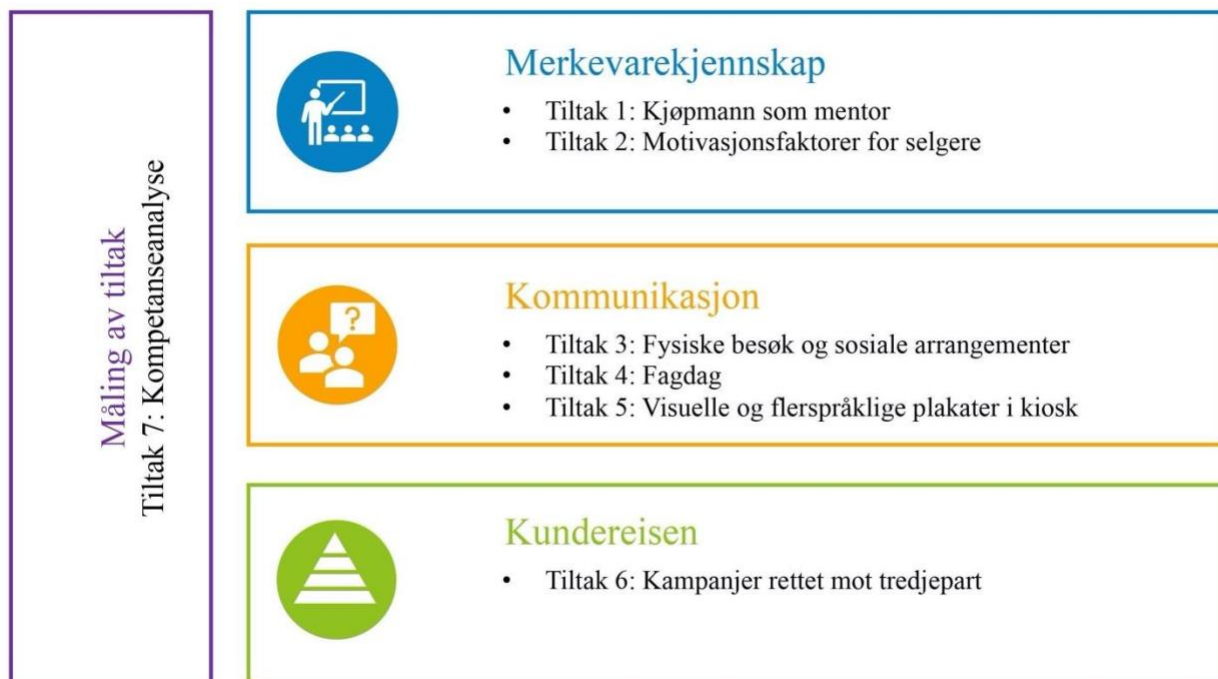 Måling av tiltak
Tiltak 7: Kompetanseanalyse
Merkevarekjennskap
• Tiltak 1: Kjøpmann som mentor
• Tiltak 2: Motivasjonsfaktorer for selgere
?
Kommunikasjon
• Tiltak 3: Fysiske besøk og sosiale arrangementer
• Tiltak 4: Fagdag
• Tiltak 5: Visuelle og flerspråklige plakater i kiosk
Kundereisen
• Tiltak 6: Kampanjer rettet mot tredjepart